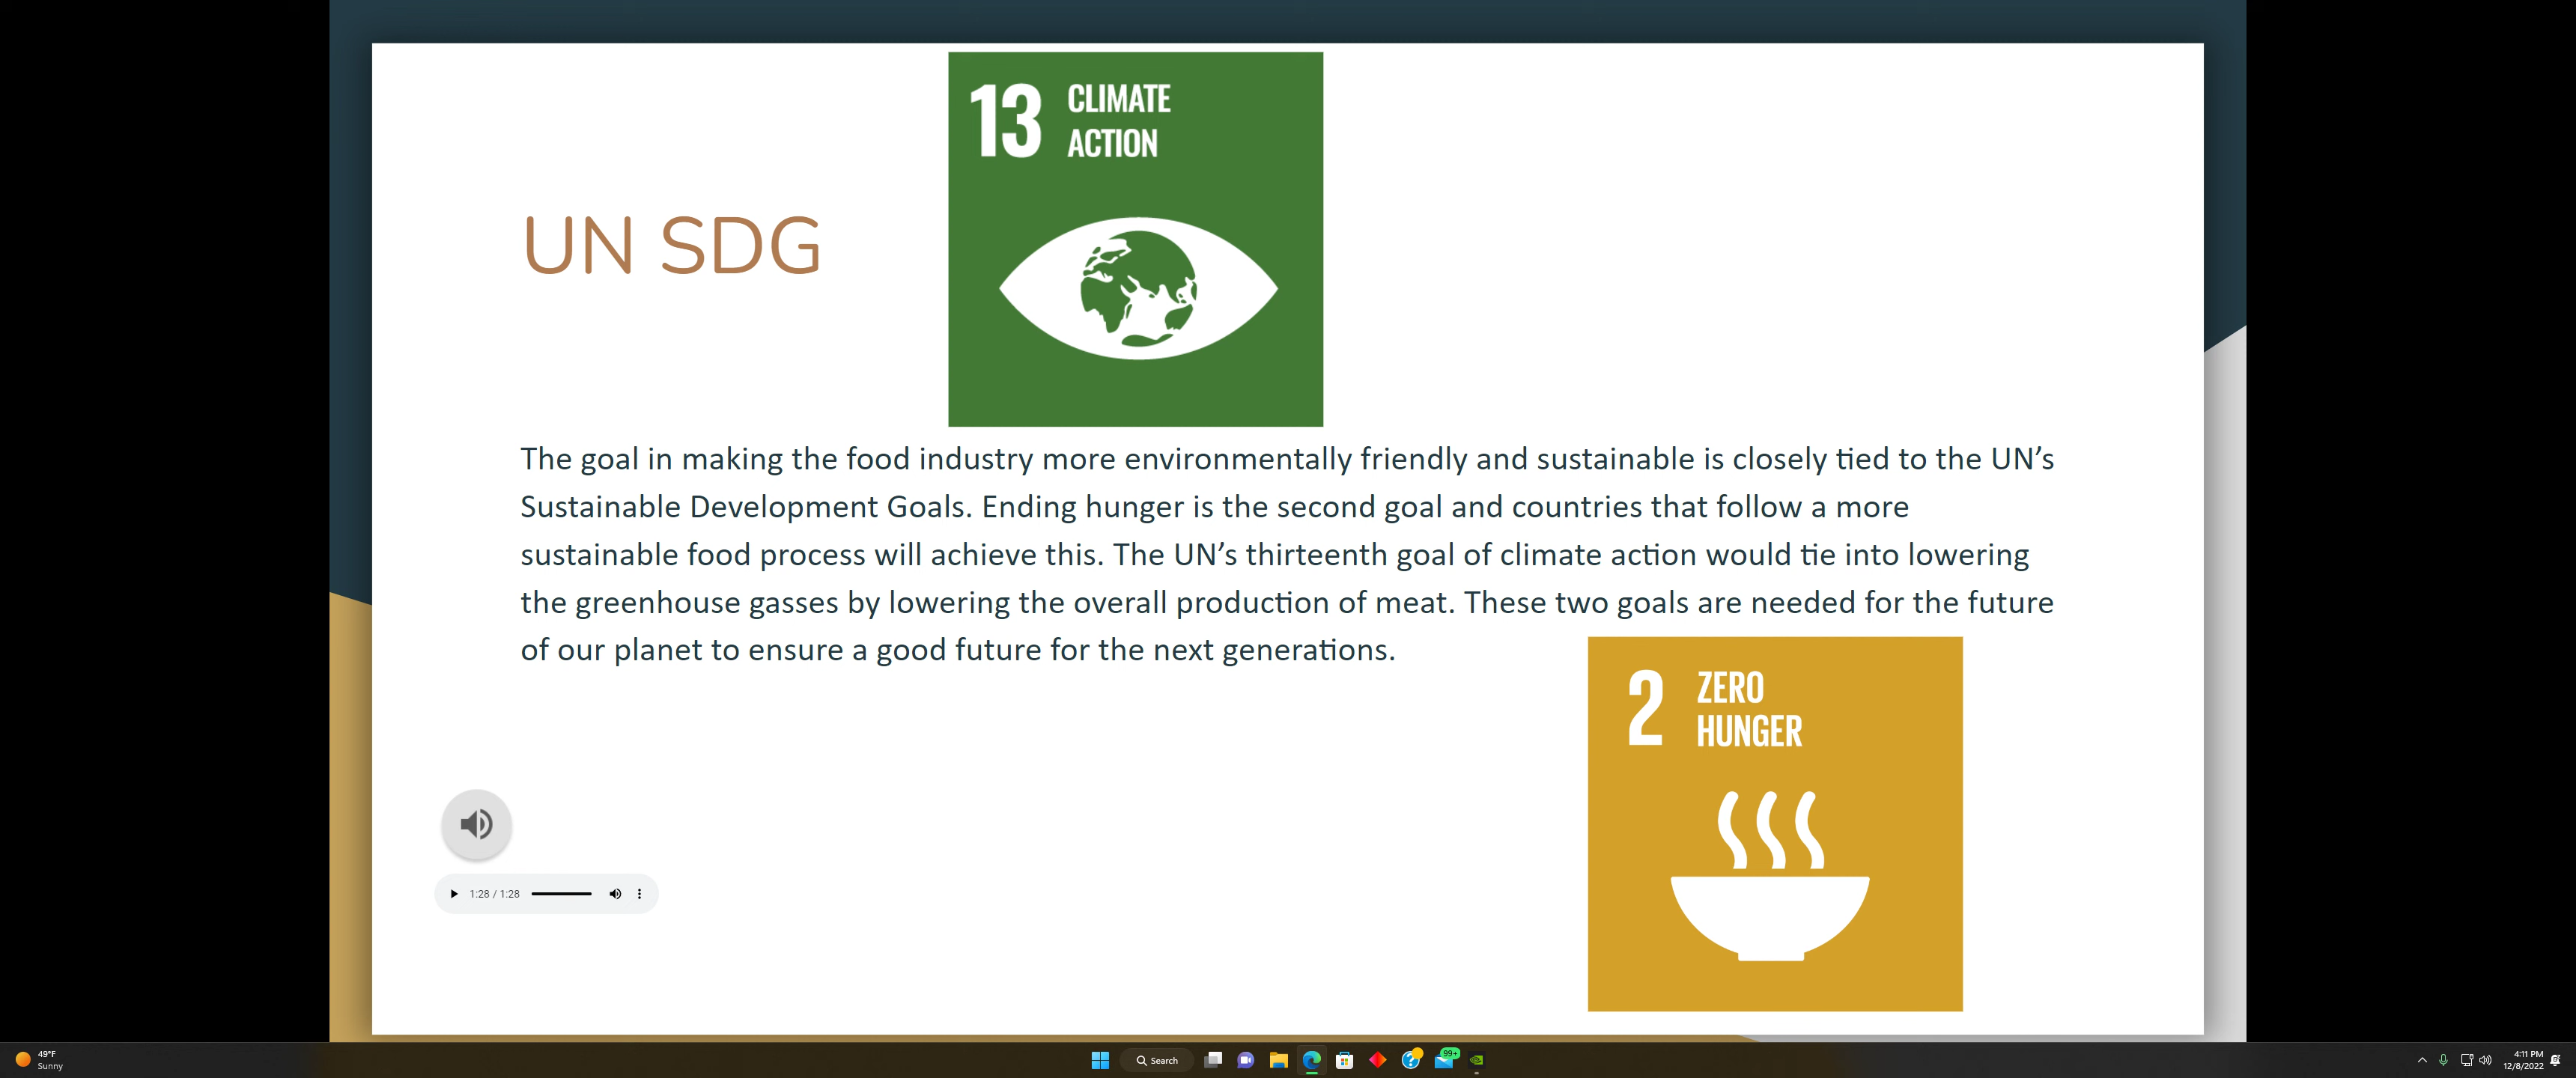 13 CLIMATE
ACTION
UN SDG
The goal in making the food industry more environmentally friendly and sustainable is closely tied to the UN’s
Sustainable Development Goals. Ending hunger is the second goal and countries that follow a more
sustainable food process will achieve this. The UN’s thirteenth goal of climate action would tie into lowering
the greenhouse gasses by lowering the overall production of meat. These two goals are needed for the future
of our planet to ensure a good future for the next generations.
2 ZERO
HUNGER
1:28 / 1:28
49°F
Sunny
Search
99+
4:11 PM
12/8/2022